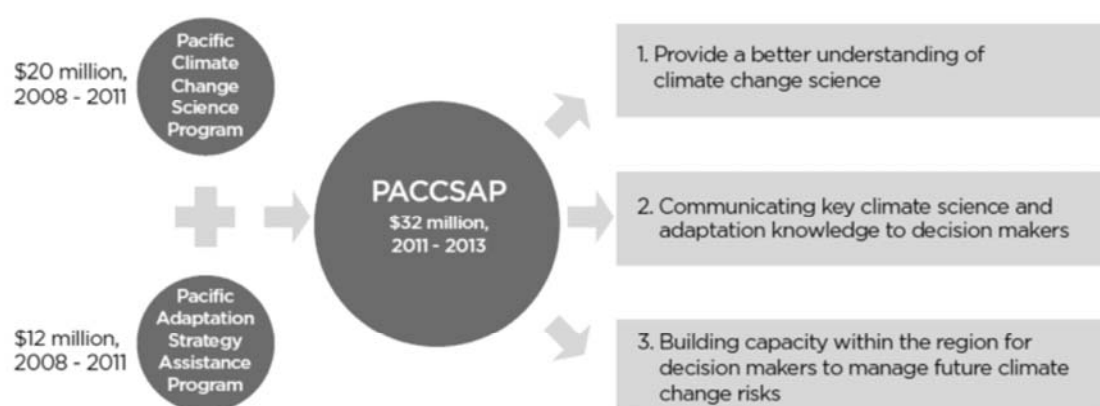 $20 million,
2008 - 2011
Pacific
Climate
Change
Science
Program
$12 million,
2008 - 2011
Pacific
Adaptation
Strategy
Assistance
Program
PACCSAP
$32 million,
2011 - 2013
1. Provide a better understanding of
climate change science
2. Communicating key climate science and
adaptation knowledge to decision makers
3. Building capacity within the region for
decision makers to manage future climate
change risks